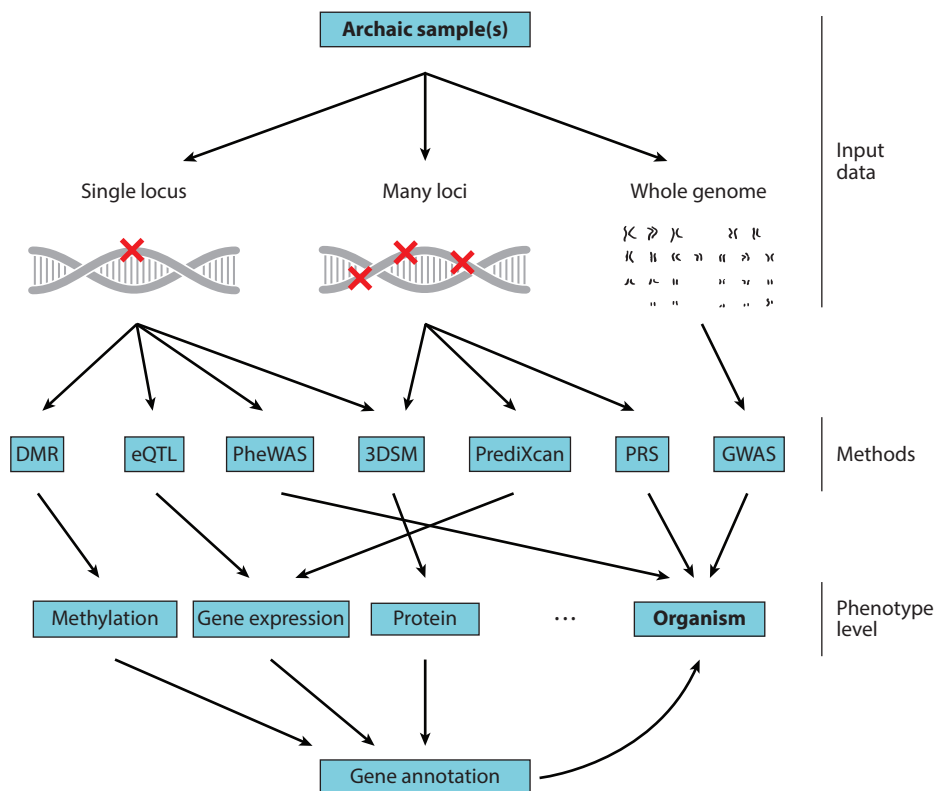 Archaic sample(s)
Input
data
Single locus
Many loci
Whole genome
DMR
eQTL
PheWAS
3DSM
PrediXcan
PRS
GWAS
Methods
Methylation
Gene expression
Protein
...
Organism
Phenotype
level
Gene annotation